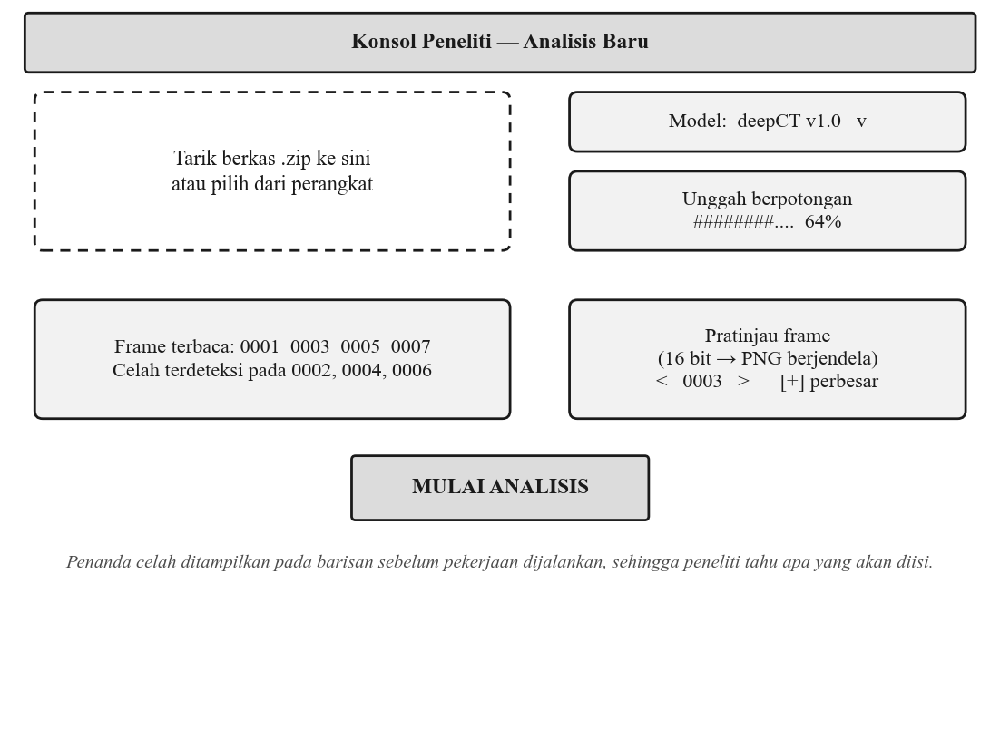 Konsol Peneliti — Analisis Baru
Tarik berkas .zip ke sini
atau pilih dari perangkat
Model:  deepCT v1.0   v
Unggah berpotongan
########....  64%
Frame terbaca: 0001  0003  0005  0007
Celah terdeteksi pada 0002, 0004, 0006
Pratinjau frame
(16 bit → PNG berjendela)
<   0003   >      [+] perbesar
MULAI ANALISIS
Penanda celah ditampilkan pada barisan sebelum pekerjaan dijalankan, sehingga peneliti tahu apa yang akan diisi.